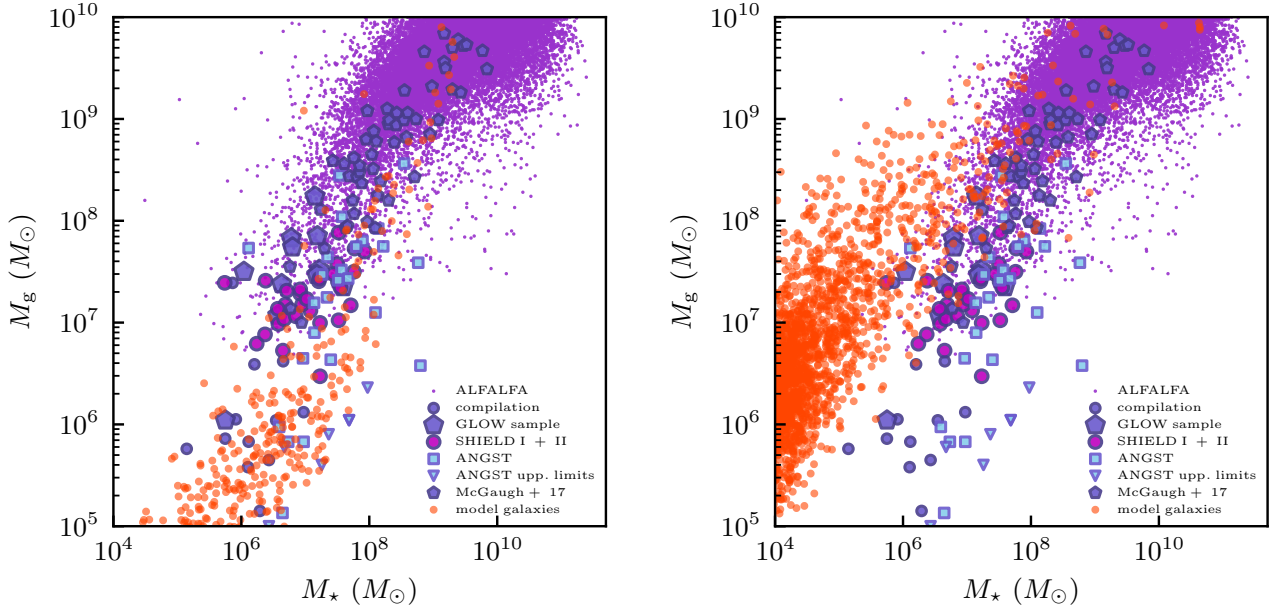 10^10
10^9
10^8
10^7
10^6
10^5
M_g (M_⊙)
10^4
10^6
10^8
10^10
M_⋆ (M_⊙)
ALFALFA
compilation
GLOW sample
SHIELD I + II
ANGST
ANGST upp. limits
McGaugh + 17
model galaxies
10^10
10^9
10^8
10^7
10^6
10^5
M_g (M_⊙)
10^4
10^6
10^8
10^10
M_⋆ (M_⊙)
ALFALFA
compilation
GLOW sample
SHIELD I + II
ANGST
ANGST upp. limits
McGaugh + 17
model galaxies